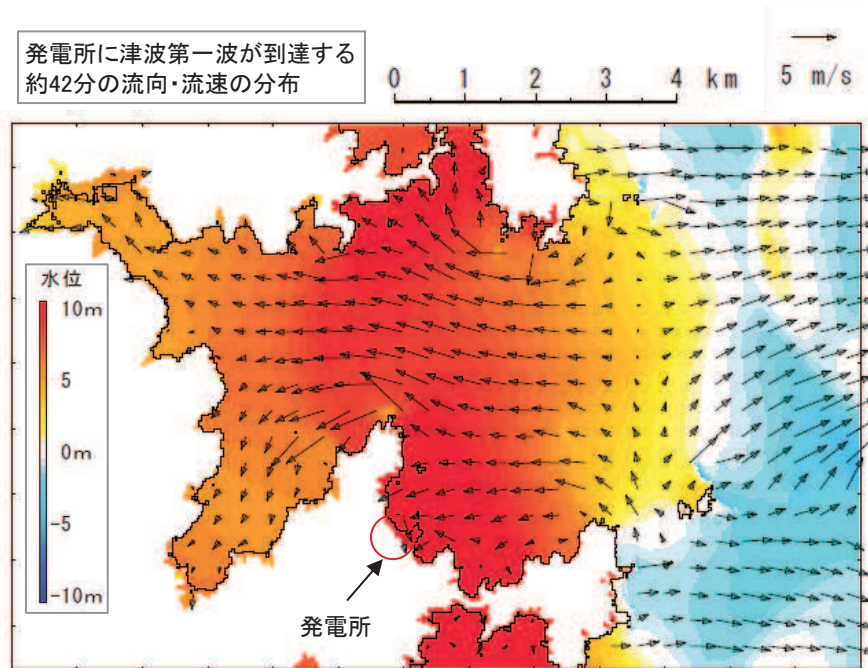 発電所に津波第一波が到達する
約42分の流向・流速の分布
0 1 2 3 4 km
5 m/s
水位
10m
5
0m
-5
-10m
発電所